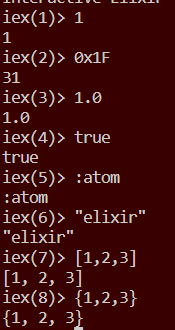 Interactive Elixir
iex(1)> 1
1
iex(2)> 0x1F
31
iex(3)> 1.0
1.0
iex(4)> true
true
iex(5)> :atom
:atom
iex(6)> "elixir"
"elixir"
iex(7)> [1,2,3]
[1, 2, 3]
iex(8)> {1,2,3}
{1, 2, 3}